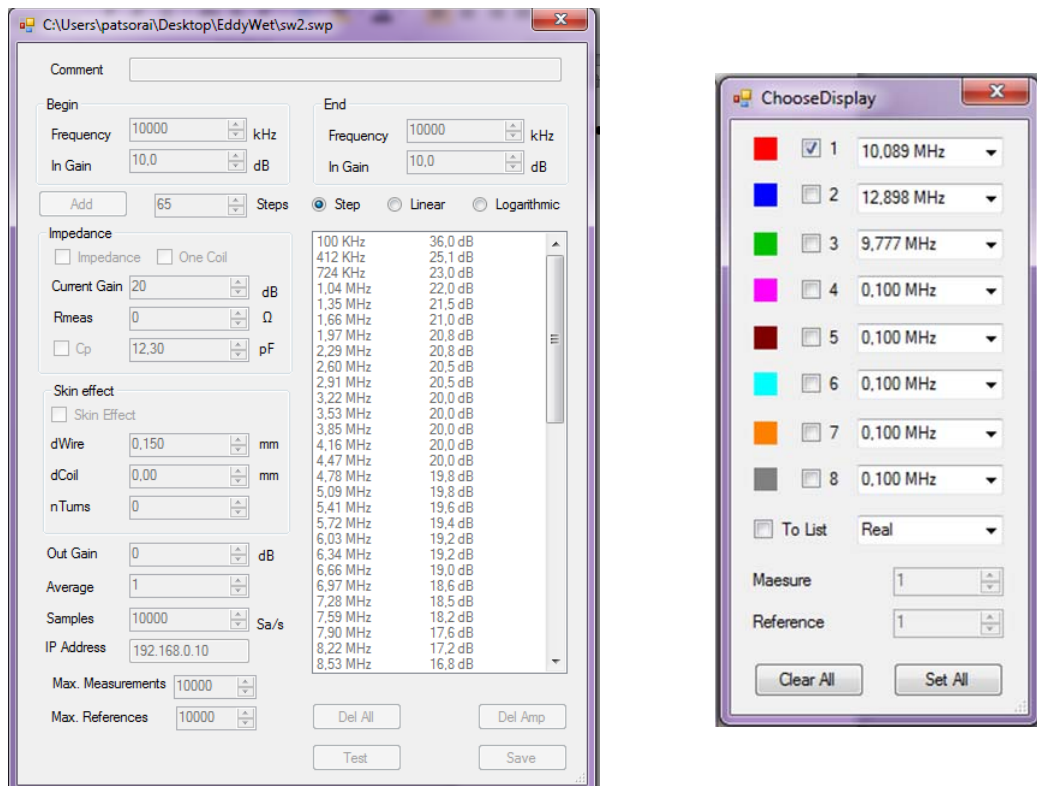 C:\Users\patsorai\Desktop\EddyWet\sw2.swp
Comment
Begin
Frequency 10000 kHz
In Gain 10,0 dB
End
Frequency 10000 kHz
In Gain 10,0 dB
Add 65 Steps Step Linear Logarithmic
Impedance
Impedance One Coil
Current Gain 20 dB
Rmeas 0 Ω
Cp 12,30 pF
Skin effect
Skin Effect
dWire 0,150 mm
dCoil 0,00 mm
nTurns 0
Out Gain 0 dB
Average 1
Samples 10000 Sa/s
IP Address 192.168.0.10
Max. Measurements 10000
Max. References 10000
100 KHz 36,0 dB
412 KHz 25,1 dB
724 KHz 23,0 dB
1,04 MHz 22,0 dB
1,35 MHz 21,5 dB
1,66 MHz 21,0 dB
1,97 MHz 20,8 dB
2,29 MHz 20,8 dB
2,60 MHz 20,5 dB
2,91 MHz 20,5 dB
3,22 MHz 20,0 dB
3,53 MHz 20,0 dB
3,85 MHz 20,0 dB
4,16 MHz 20,0 dB
4,47 MHz 20,0 dB
4,78 MHz 19,8 dB
5,09 MHz 19,8 dB
5,41 MHz 19,6 dB
5,72 MHz 19,4 dB
6,03 MHz 19,2 dB
6,34 MHz 19,2 dB
6,66 MHz 19,0 dB
6,97 MHz 18,6 dB
7,28 MHz 18,5 dB
7,59 MHz 18,2 dB
7,90 MHz 17,6 dB
8,22 MHz 17,2 dB
8,53 MHz 16,8 dB
Del All Del Amp
Test Save
ChooseDisplay
1 10,089 MHz
2 12,898 MHz
3 9,777 MHz
4 0,100 MHz
5 0,100 MHz
6 0,100 MHz
7 0,100 MHz
8 0,100 MHz
To List Real
Maesure 1
Reference 1
Clear All Set All